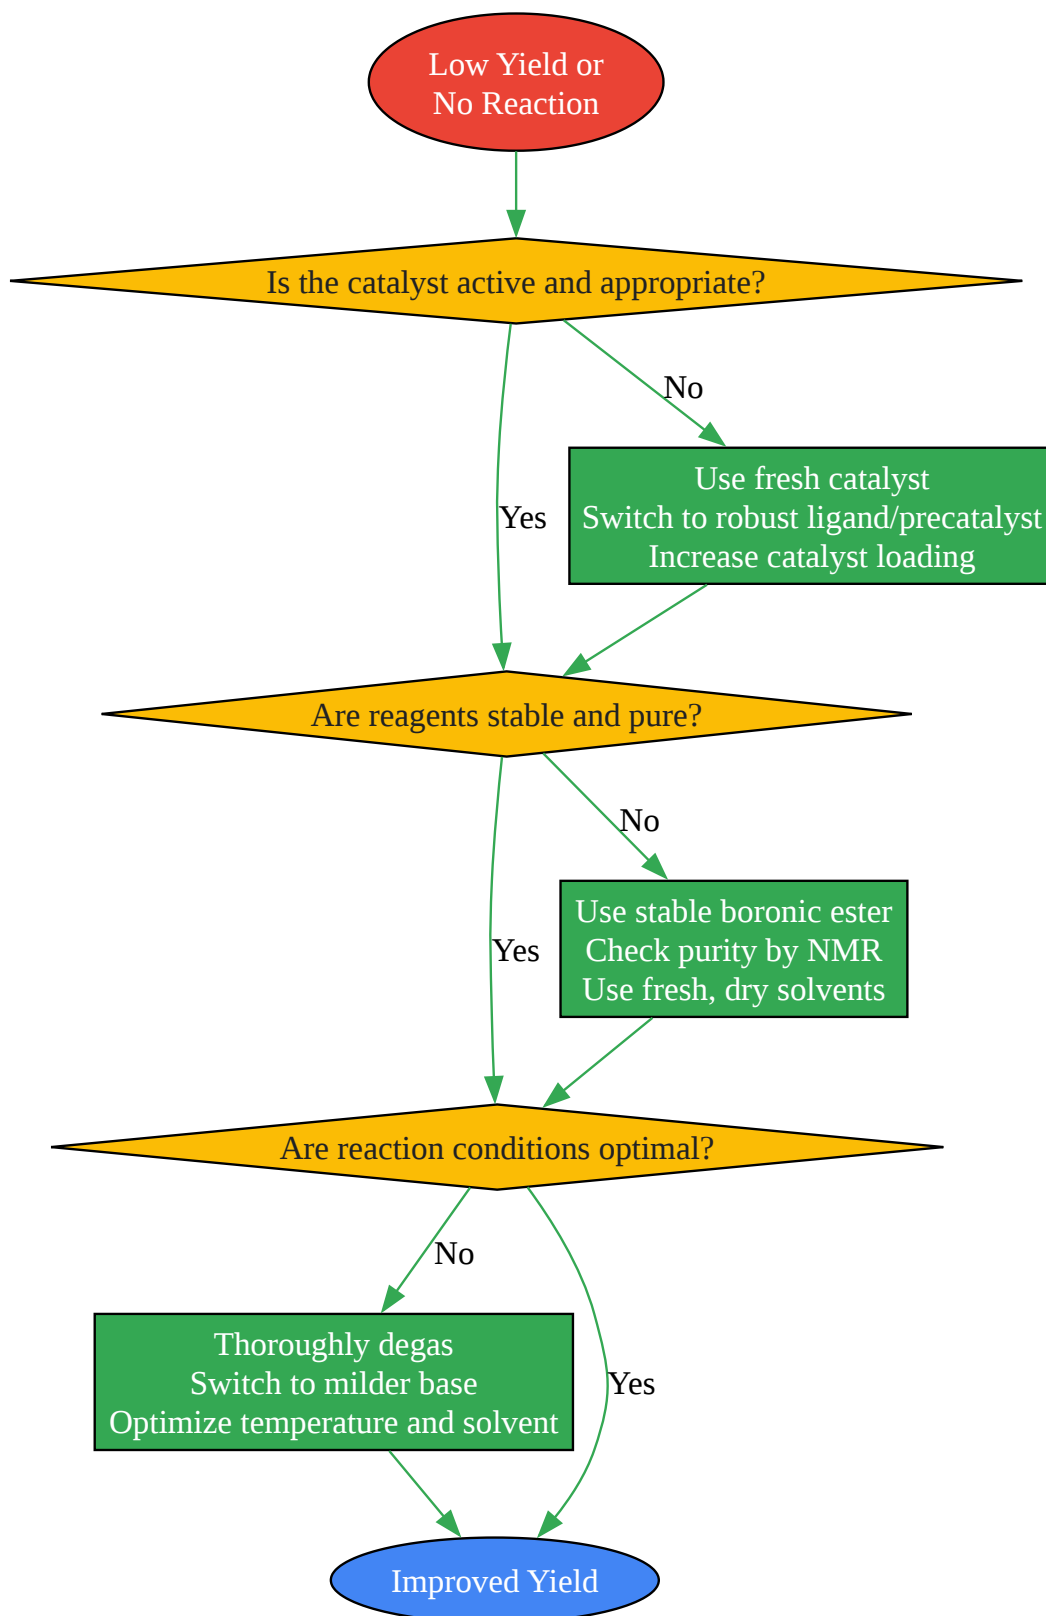 Low Yield or
No Reaction
Is the catalyst active and appropriate?
No
Use fresh catalyst
Switch to robust ligand/precatalyst
Increase catalyst loading
Yes
Are reagents stable and pure?
No
Use stable boronic ester
Check purity by NMR
Use fresh, dry solvents
Yes
Are reaction conditions optimal?
No
Thoroughly degas
Switch to milder base
Optimize temperature and solvent
Yes
Improved Yield